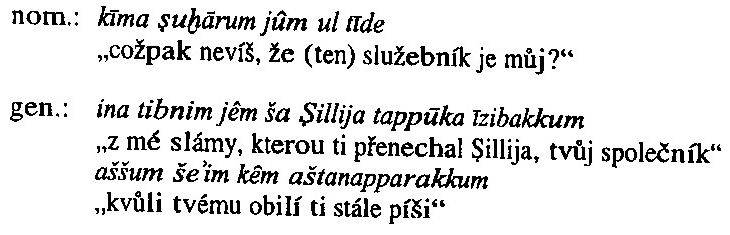 nom.: kīma ṣuḫārum jûm ul tīde
„cožpak nevíš, že (ten) služebník je můj?“
gen.: ina tibnim jêm ša Ṣillija tappūka īzibakkum
„z mé slámy, kterou ti přenechal Ṣillija, tvůj společník“
aššum še’im kêm aštanapparakkum
„kvůli tvému obilí ti stále píši“